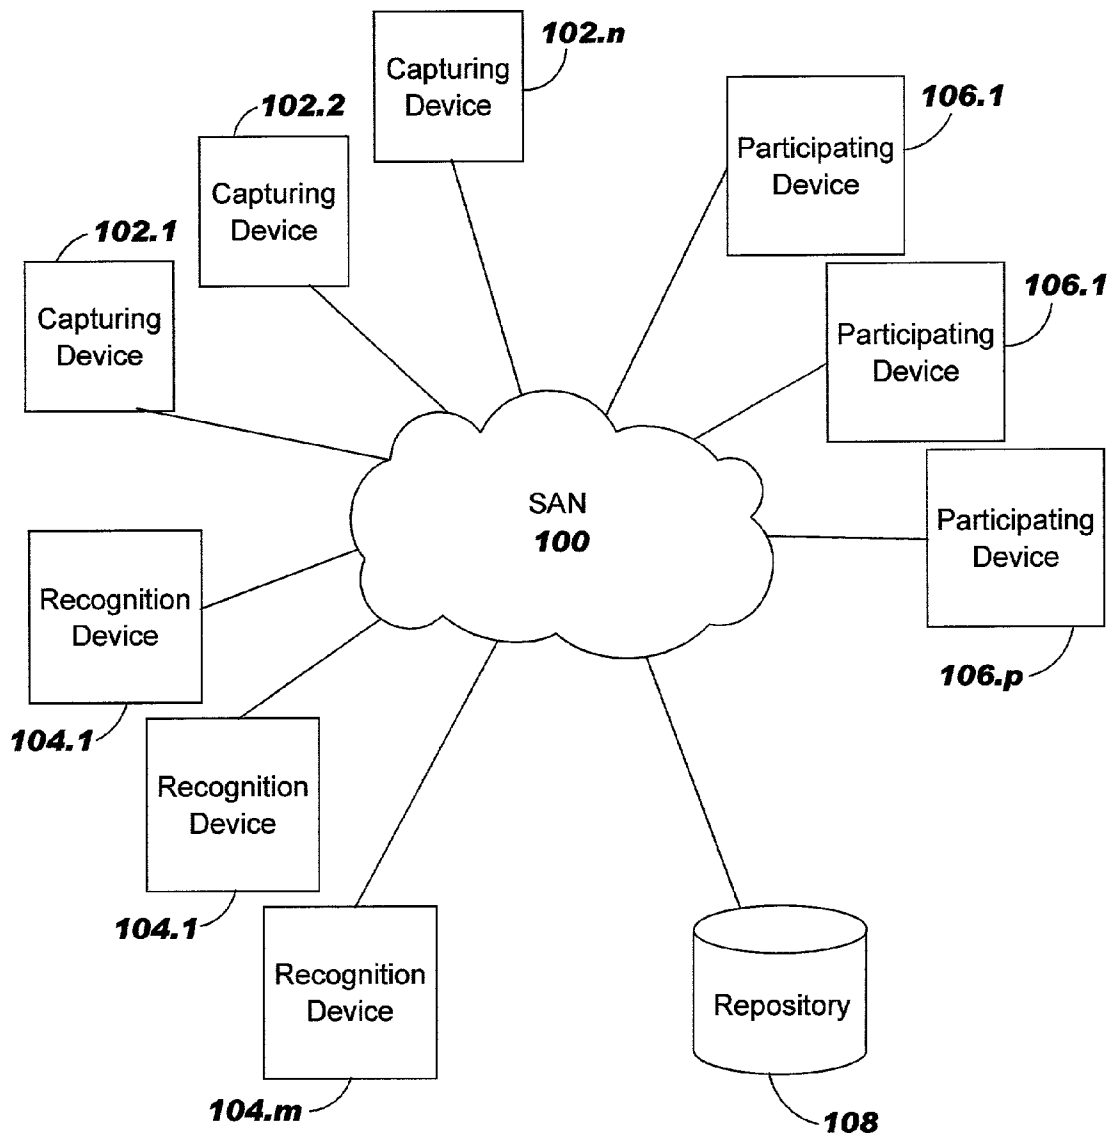 102.n
Capturing
Device
102.2
Capturing
Device
102.1
Capturing
Device
106.1
Participating
Device
106.1
Participating
Device
Participating
Device
106.p
SAN
100
Recognition
Device
104.1
Recognition
Device
104.1
Recognition
Device
104.m
Repository
108